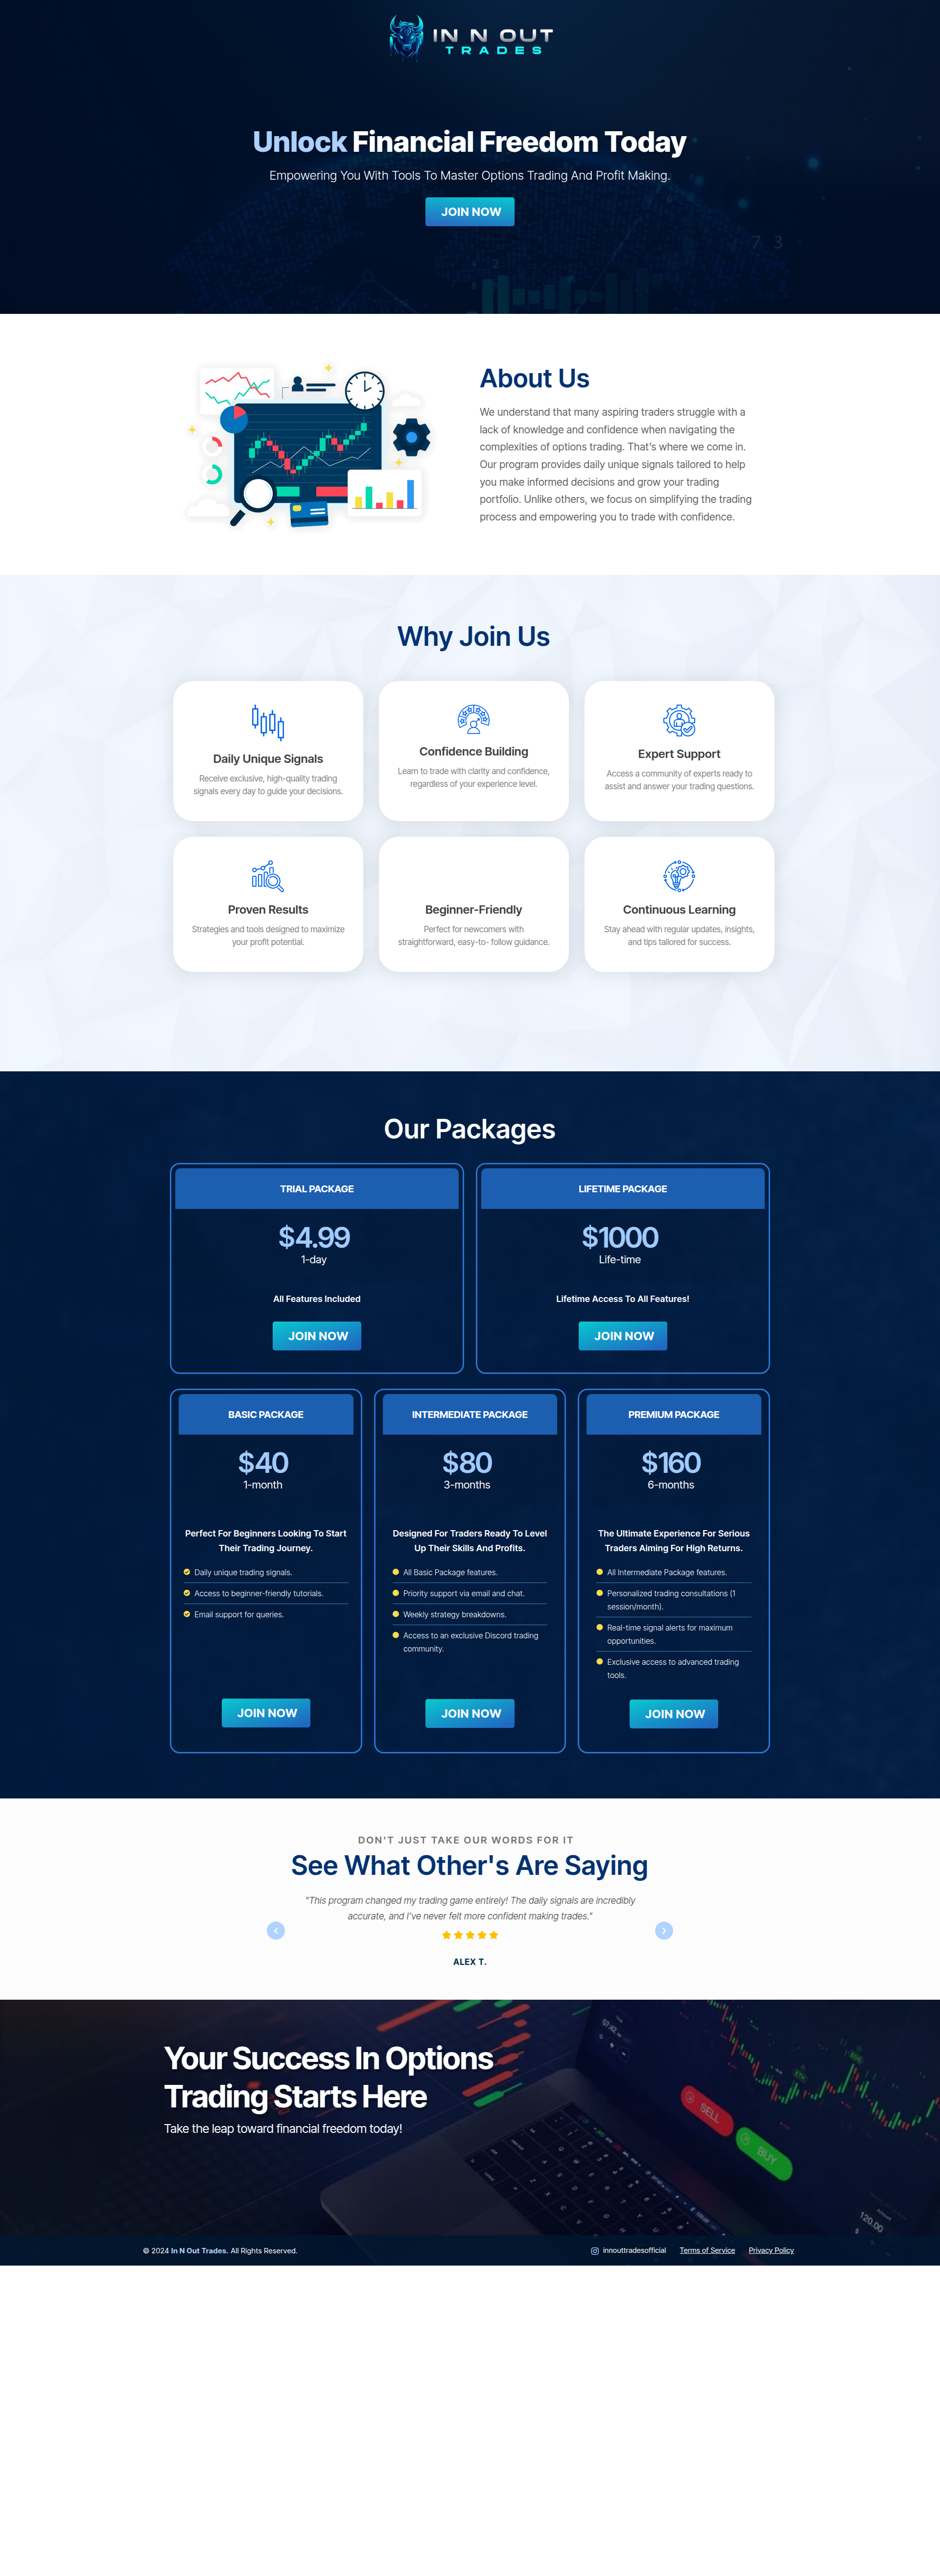 IN N OUT
TRADES
Unlock Financial Freedom Today
Empowering You With Tools To Master Options Trading And Profit Making.
JOIN NOW
7 3
2
About Us
We understand that many aspiring traders struggle with a
lack of knowledge and confidence when navigating the
complexities of options trading. That's where we come in.
Our program provides daily unique signals tailored to help
you make informed decisions and grow your trading
portfolio. Unlike others, we focus on simplifying the trading
process and empowering you to trade with confidence.
Why Join Us
Daily Unique Signals
Receive exclusive, high-quality trading
signals every day to guide your decisions.
Confidence Building
Learn to trade with clarity and confidence,
regardless of your experience level.
Expert Support
Access a community of experts ready to
assist and answer your trading questions.
Proven Results
Strategies and tools designed to maximize
your profit potential.
Beginner-Friendly
Perfect for newcomers with
straightforward, easy-to- follow guidance.
Continuous Learning
Stay ahead with regular updates, insights,
and tips tailored for success.
Our Packages
TRIAL PACKAGE
$4.99
1-day
All Features Included
JOIN NOW
LIFETIME PACKAGE
$1000
Life-time
Lifetime Access To All Features!
JOIN NOW
BASIC PACKAGE
$40
1-month
Perfect For Beginners Looking To Start
Their Trading Journey.
Daily unique trading signals.
Access to beginner-friendly tutorials.
Email support for queries.
JOIN NOW
INTERMEDIATE PACKAGE
$80
3-months
Designed For Traders Ready To Level
Up Their Skills And Profits.
All Basic Package features.
Priority support via email and chat.
Weekly strategy breakdowns.
Access to an exclusive Discord trading
community.
JOIN NOW
PREMIUM PACKAGE
$160
6-months
The Ultimate Experience For Serious
Traders Aiming For High Returns.
All Intermediate Package features.
Personalized trading consultations (1
session/month).
Real-time signal alerts for maximum
opportunities.
Exclusive access to advanced trading
tools.
JOIN NOW
DON'T JUST TAKE OUR WORDS FOR IT
See What Other's Are Saying
"This program changed my trading game entirely! The daily signals are incredibly
accurate, and I've never felt more confident making trades."
ALEX T.
Your Success In Options
Trading Starts Here
Take the leap toward financial freedom today!
SELL
BUY
120.00
© 2024 In N Out Trades. All Rights Reserved.
innouttradesofficial
Terms of Service
Privacy Policy